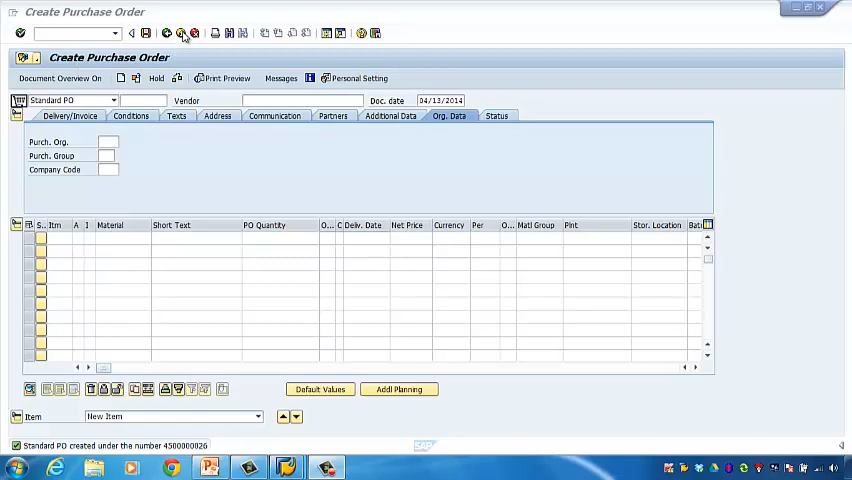 Create Purchase Order
Create Purchase Order
Document Overview On Hold Print Preview Messages Personal Setting
Standard PO Vendor Doc. date 04/13/2014
Delivery/Invoice Conditions Texts Address Communication Partners Additional Data Org. Data Status
Purch. Org.
Purch. Group
Company Code
S.. Itm A I Material Short Text PO Quantity O... C Deliv. Date Net Price Currency Per O... Matl Group Plnt Stor. Location Bat
Default Values Addl Planning
Item New Item
Standard PO created under the number 4500000026
SAP